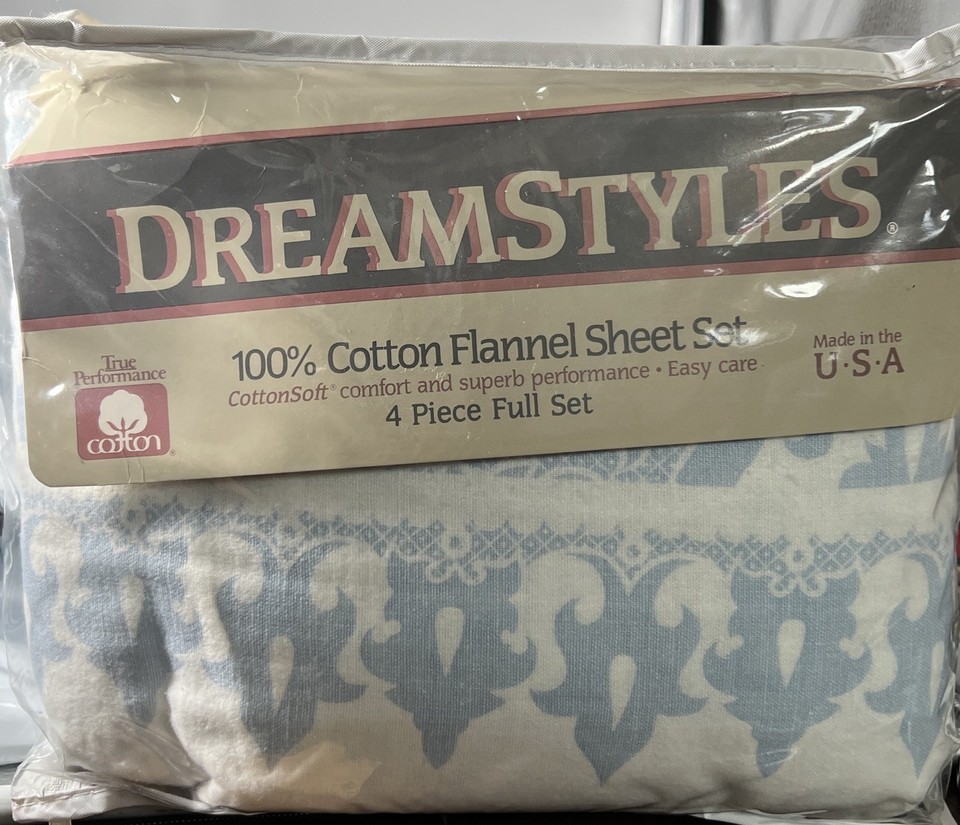 DREAMSTYLES®
100% Cotton Flannel Sheet Set
CottonSoft® comfort and superb performance • Easy care
4 Piece Full Set
True
Performance
cotton®
Made in the
U·S·A